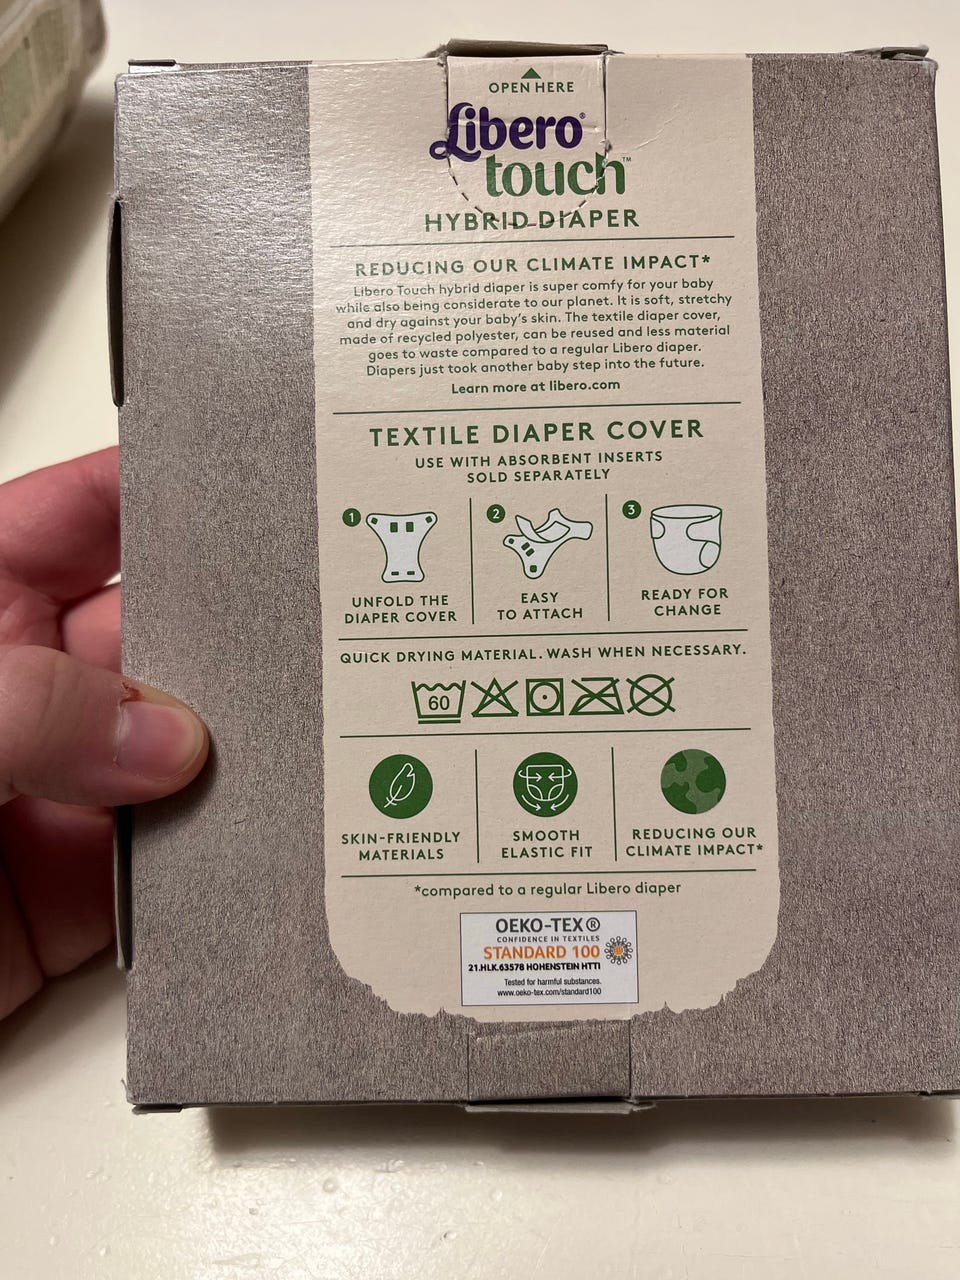 OPEN HERE
Libero®
touch™
HYBRID DIAPER
REDUCING OUR CLIMATE IMPACT*
Libero Touch hybrid diaper is super comfy for your baby
while also being considerate to our planet. It is soft, stretchy
and dry against your baby's skin. The textile diaper cover,
made of recycled polyester, can be reused and less material
goes to waste compared to a regular Libero diaper.
Diapers just took another baby step into the future.
Learn more at libero.com
TEXTILE DIAPER COVER
USE WITH ABSORBENT INSERTS
SOLD SEPARATELY
1
UNFOLD THE
DIAPER COVER
2
EASY
TO ATTACH
3
READY FOR
CHANGE
QUICK DRYING MATERIAL. WASH WHEN NECESSARY.
60
SKIN-FRIENDLY
MATERIALS
SMOOTH
ELASTIC FIT
REDUCING OUR
CLIMATE IMPACT*
*compared to a regular Libero diaper
OEKO-TEX®
CONFIDENCE IN TEXTILES
STANDARD 100
21.HLK.63578 HOHENSTEIN HTTI
Tested for harmful substances.
www.oeko-tex.com/standard100